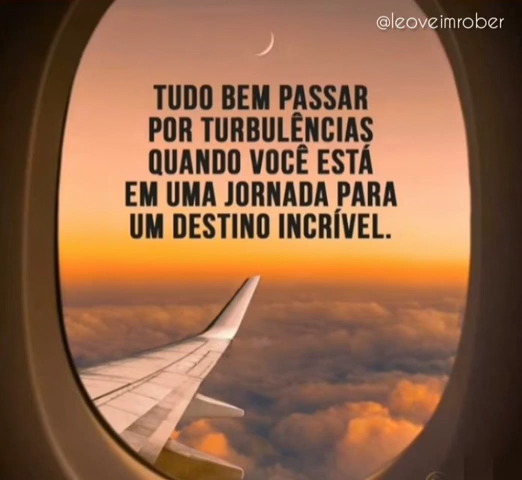 @leoveimrober
TUDO BEM PASSAR
POR TURBULÊNCIAS
QUANDO VOCÊ ESTÁ
EM UMA JORNADA PARA
UM DESTINO INCRÍVEL.